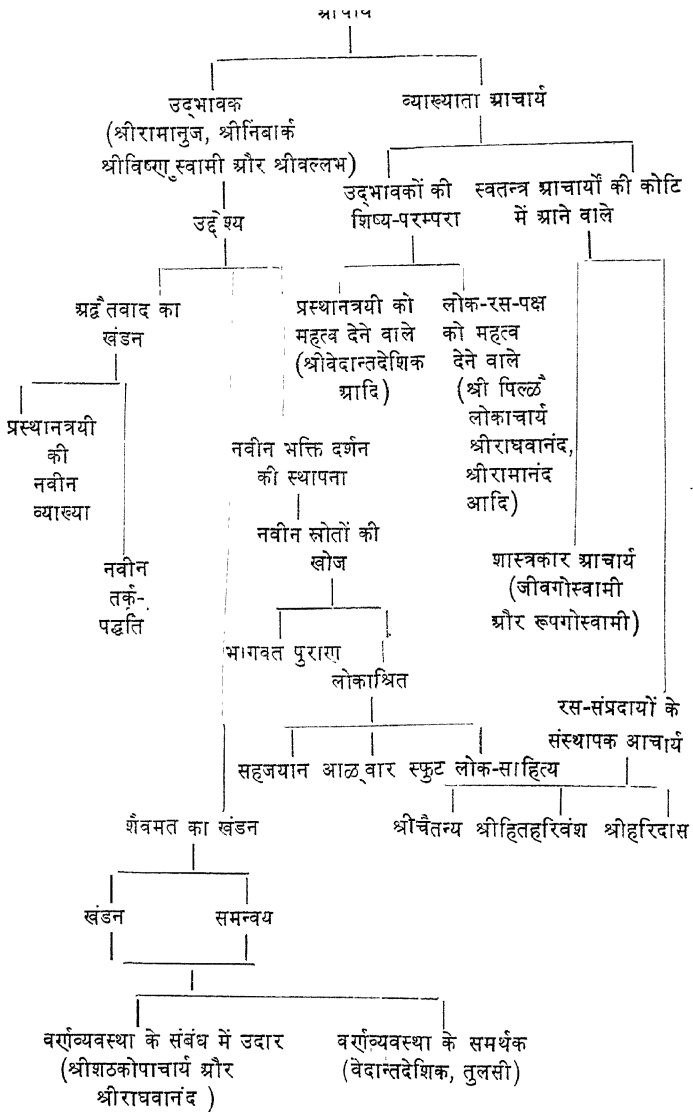 आचार्य
उद्भावक
(श्रीरामानुज, श्रीनिंबार्क
श्रीविष्णुस्वामी और श्रीवल्लभ)
व्याख्याता आचार्य
उद्देश्य
उद्भावकों की
शिष्य-परम्परा
स्वतन्त्र आचार्यों की कोटि
में आने वाले
अद्वैतवाद का
खंडन
प्रस्थानत्रयी को
महत्व देने वाले
(श्रीवेदान्तदेशिक
आदि)
लोक-रस-पक्ष
को महत्व
देने वाले
(श्री पिल्लै
लोकाचार्य
श्रीराघवानंद,
श्रीरामानंद
आदि)
प्रस्थानत्रयी
की
नवीन
व्याख्या
नवीन
तर्क-
पद्धति
नवीन भक्ति दर्शन
की स्थापना
नवीन स्रोतों की
खोज
शास्त्रकार आचार्य
(जीवगोस्वामी
और रूपगोस्वामी)
भागवत पुराण
लोकाश्रित
रस-संप्रदायों के
संस्थापक आचार्य
सहजयान आळ्वार स्फुट लोक-साहित्य
श्रीचैतन्य श्रीहितहरिवंश श्रीहरिदास
शैवमत का खंडन
खंडन
समन्वय
वर्णव्यवस्था के संबंध में उदार
(श्रीशठकोपाचार्य और
श्रीराघवानंद )
वर्णव्यवस्था के समर्थक
(वेदान्तदेशिक, तुलसी)